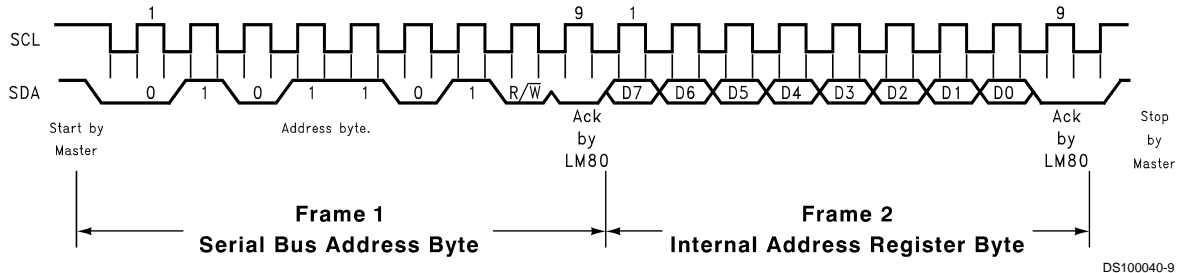 1 9 1 9
SCL
SDA 0 1 0 1 1 0 1 R/W̅ D7 D6 D5 D4 D3 D2 D1 D0
Start by
Master
Address byte.
Ack
by
LM80
Ack
by
LM80
Stop
by
Master
Frame 1
Serial Bus Address Byte
Frame 2
Internal Address Register Byte
DS100040-9